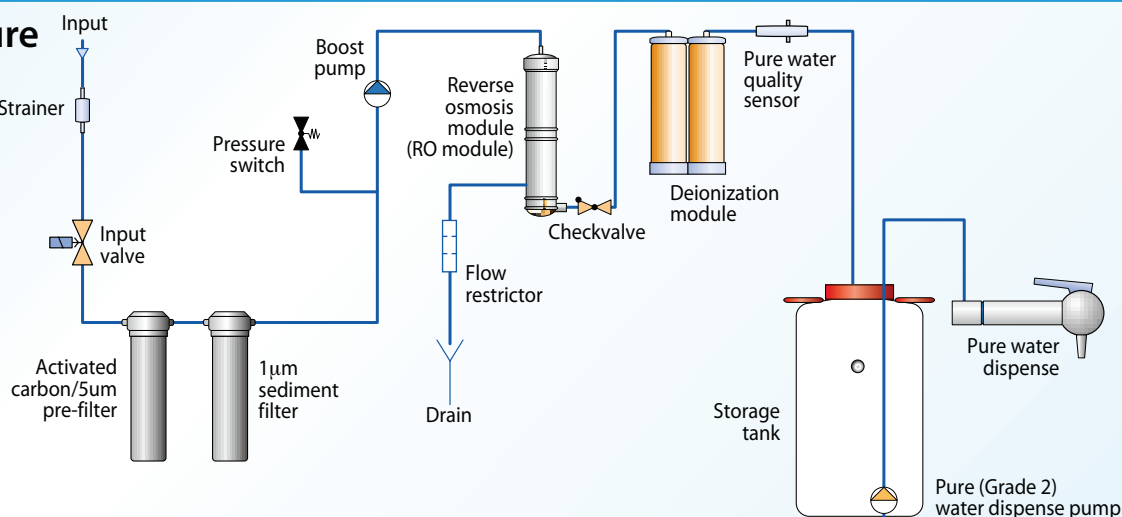 Input
Strainer
Input
valve
Activated
carbon/5um
pre-filter
1μm
sediment
filter
Pressure
switch
Boost
pump
Reverse
osmosis
module
(RO module)
Flow
restrictor
Drain
Checkvalve
Deionization
module
Pure water
quality
sensor
Storage
tank
Pure water
dispense
Pure (Grade 2)
water dispense pump